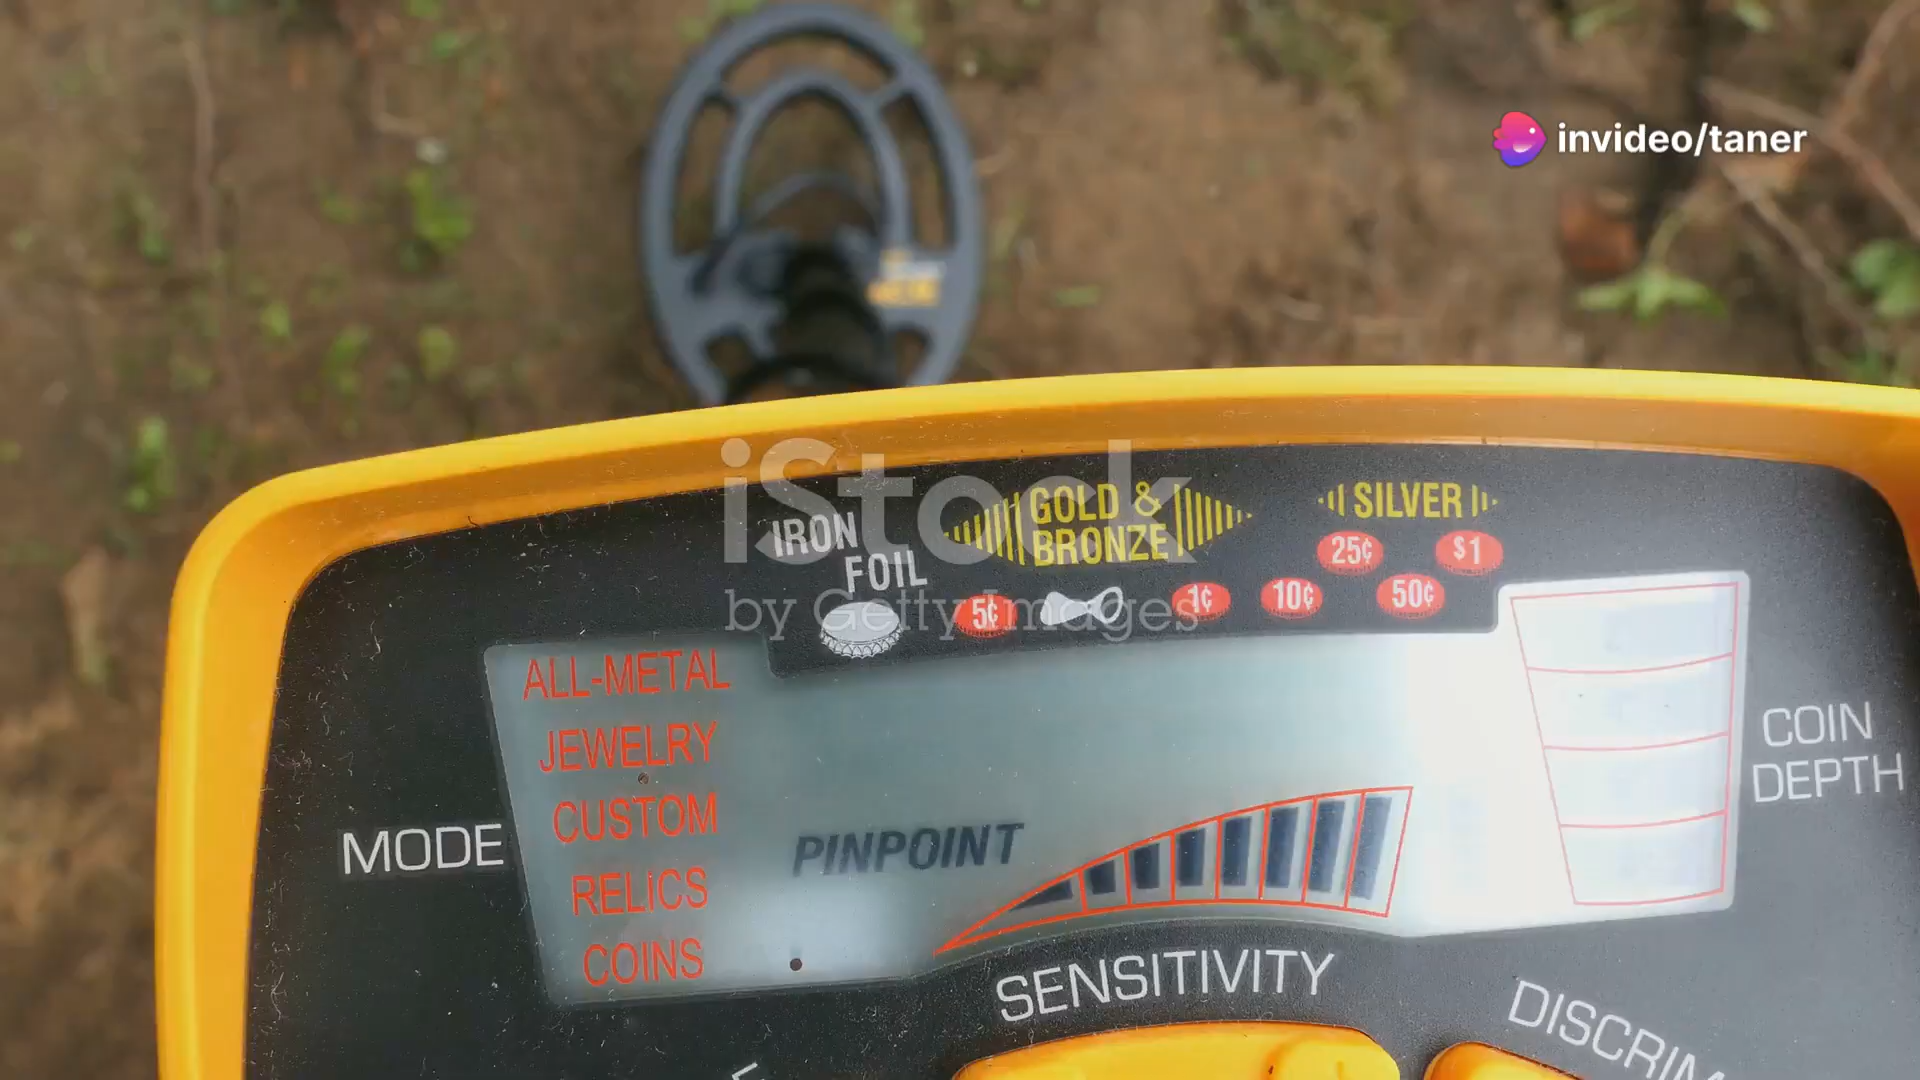 invideo/taner
iStock
by Getty Images
IRON
FOIL
GOLD &
BRONZE
SILVER
5¢
1¢
10¢
25¢
50¢
$1
ALL-METAL
JEWELRY
CUSTOM
RELICS
COINS
MODE
PINPOINT
COIN
DEPTH
SENSITIVITY
DISCRIM